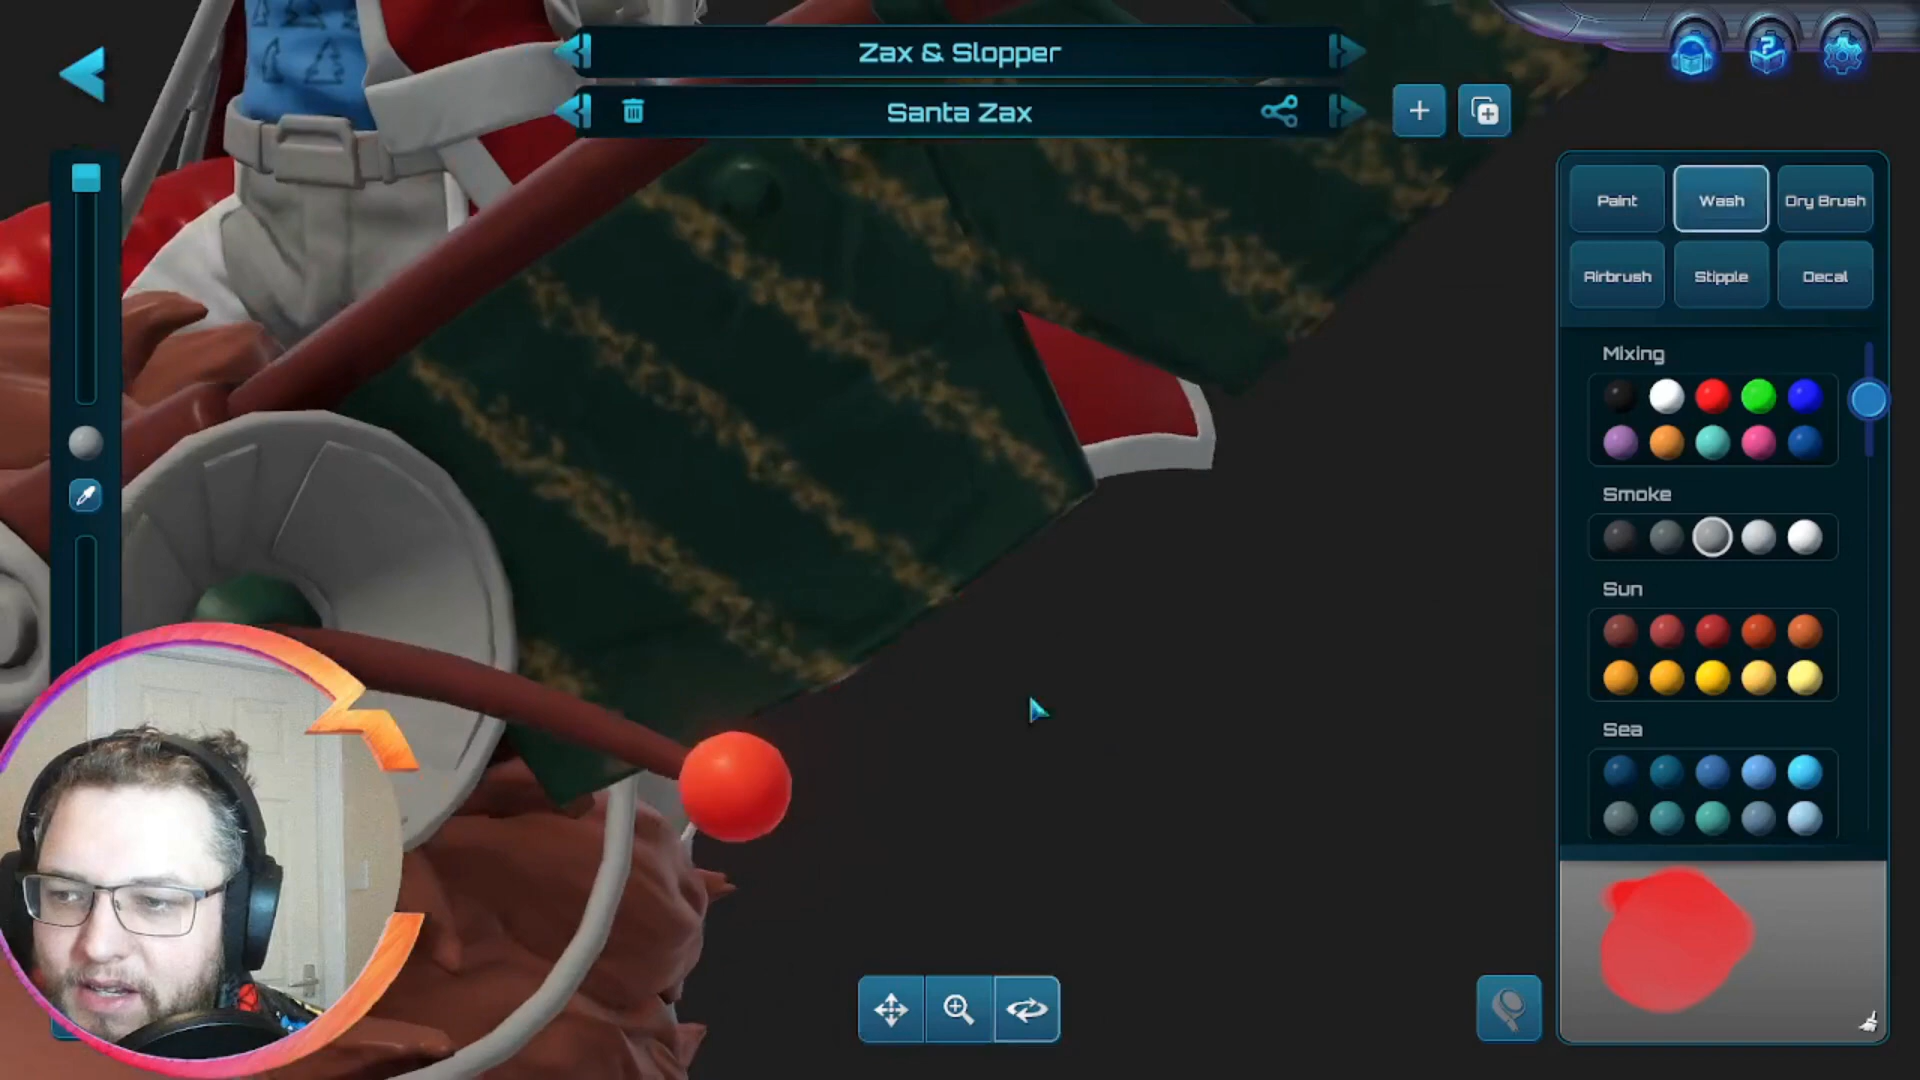 Zax & Slopper
Santa Zax
Paint
Wash
Dry Brush
Airbrush
Stipple
Decal
Mixing
Smoke
Sun
Sea